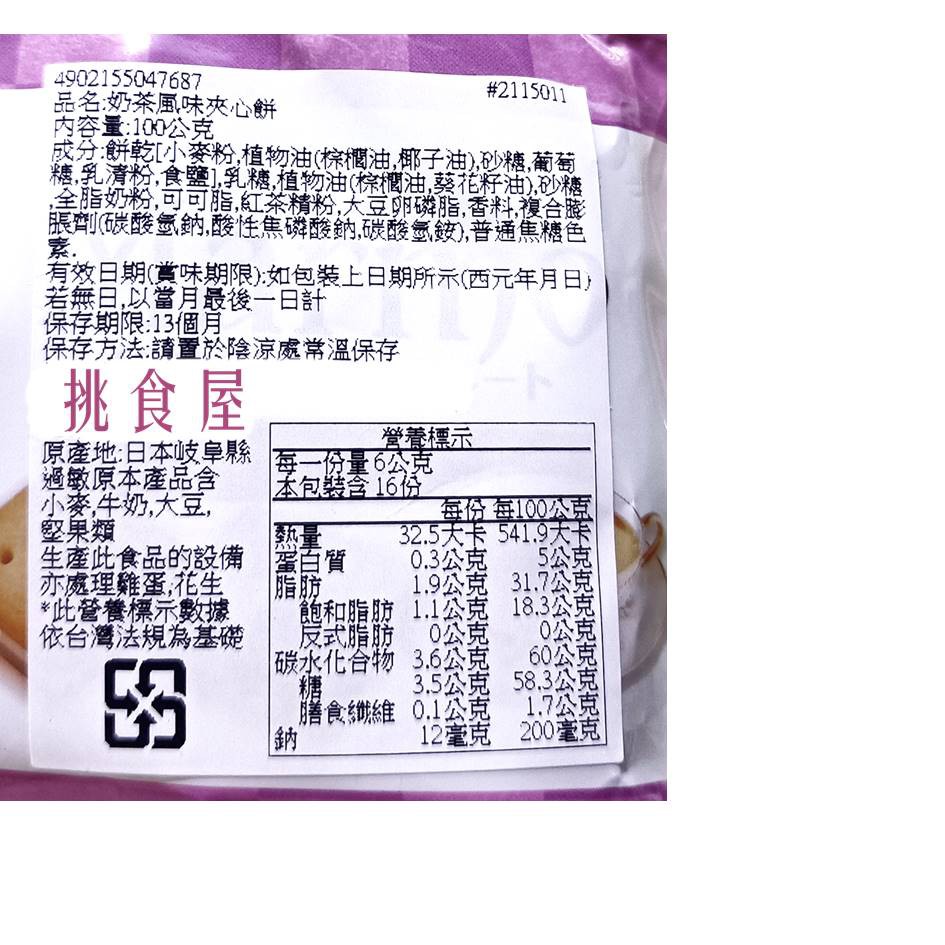 4902155047687
#2115011
品名:奶茶風味夾心餅
內容量:100公克
成分:餅乾[小麥粉,植物油(棕櫚油,椰子油),砂糖,葡萄
糖,乳清粉,食鹽],乳糖,植物油(棕櫚油,葵花籽油),砂糖
,全脂奶粉,可可脂,紅茶精粉,大豆卵磷脂,香料,複合膨
脹劑(碳酸氫鈉,酸性焦磷酸鈉,碳酸氫銨),普通焦糖色
素.
有效日期(賞味期限):如包裝上日期所示(西元年月日)
若無日,以當月最後一日計
保存期限:13個月
保存方法:請置於陰涼處常溫保存
挑食屋
原產地:日本岐阜縣
過敏原本產品含
小麥,牛奶,大豆,
堅果類
生產此食品的設備
亦處理雞蛋,花生
*此營養標示數據
依台灣法規為基礎
營養標示
每一份量 6公克
本包裝含 16份
每份 每100公克
熱量 32.5大卡 541.9大卡
蛋白質 0.3公克 5公克
脂肪 1.9公克 31.7公克
飽和脂肪 1.1公克 18.3公克
反式脂肪 0公克 0公克
碳水化合物 3.6公克 60公克
糖 3.5公克 58.3公克
膳食纖維 0.1公克 1.7公克
鈉 12毫克 200毫克